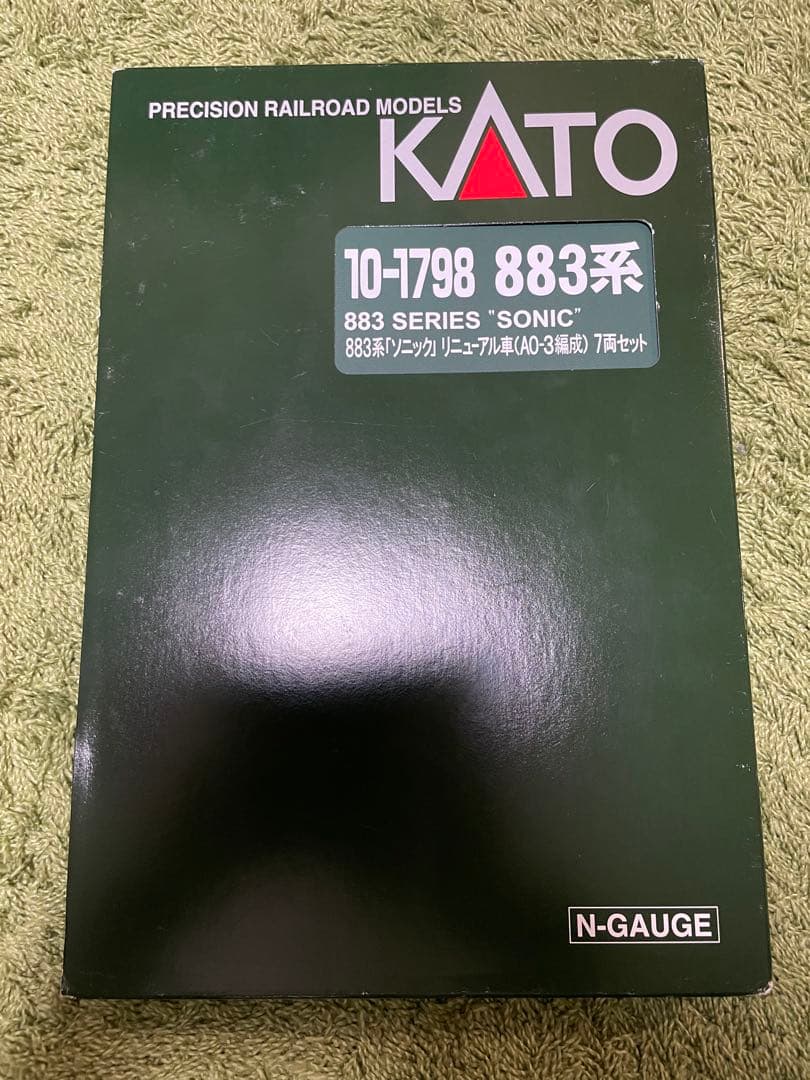 PRECISION RAILROAD MODELS
KATO
10-1798 883系
883 SERIES "SONIC"
883系「ソニック」リニューアル車(AO-3編成) 7両セット
N-GAUGE